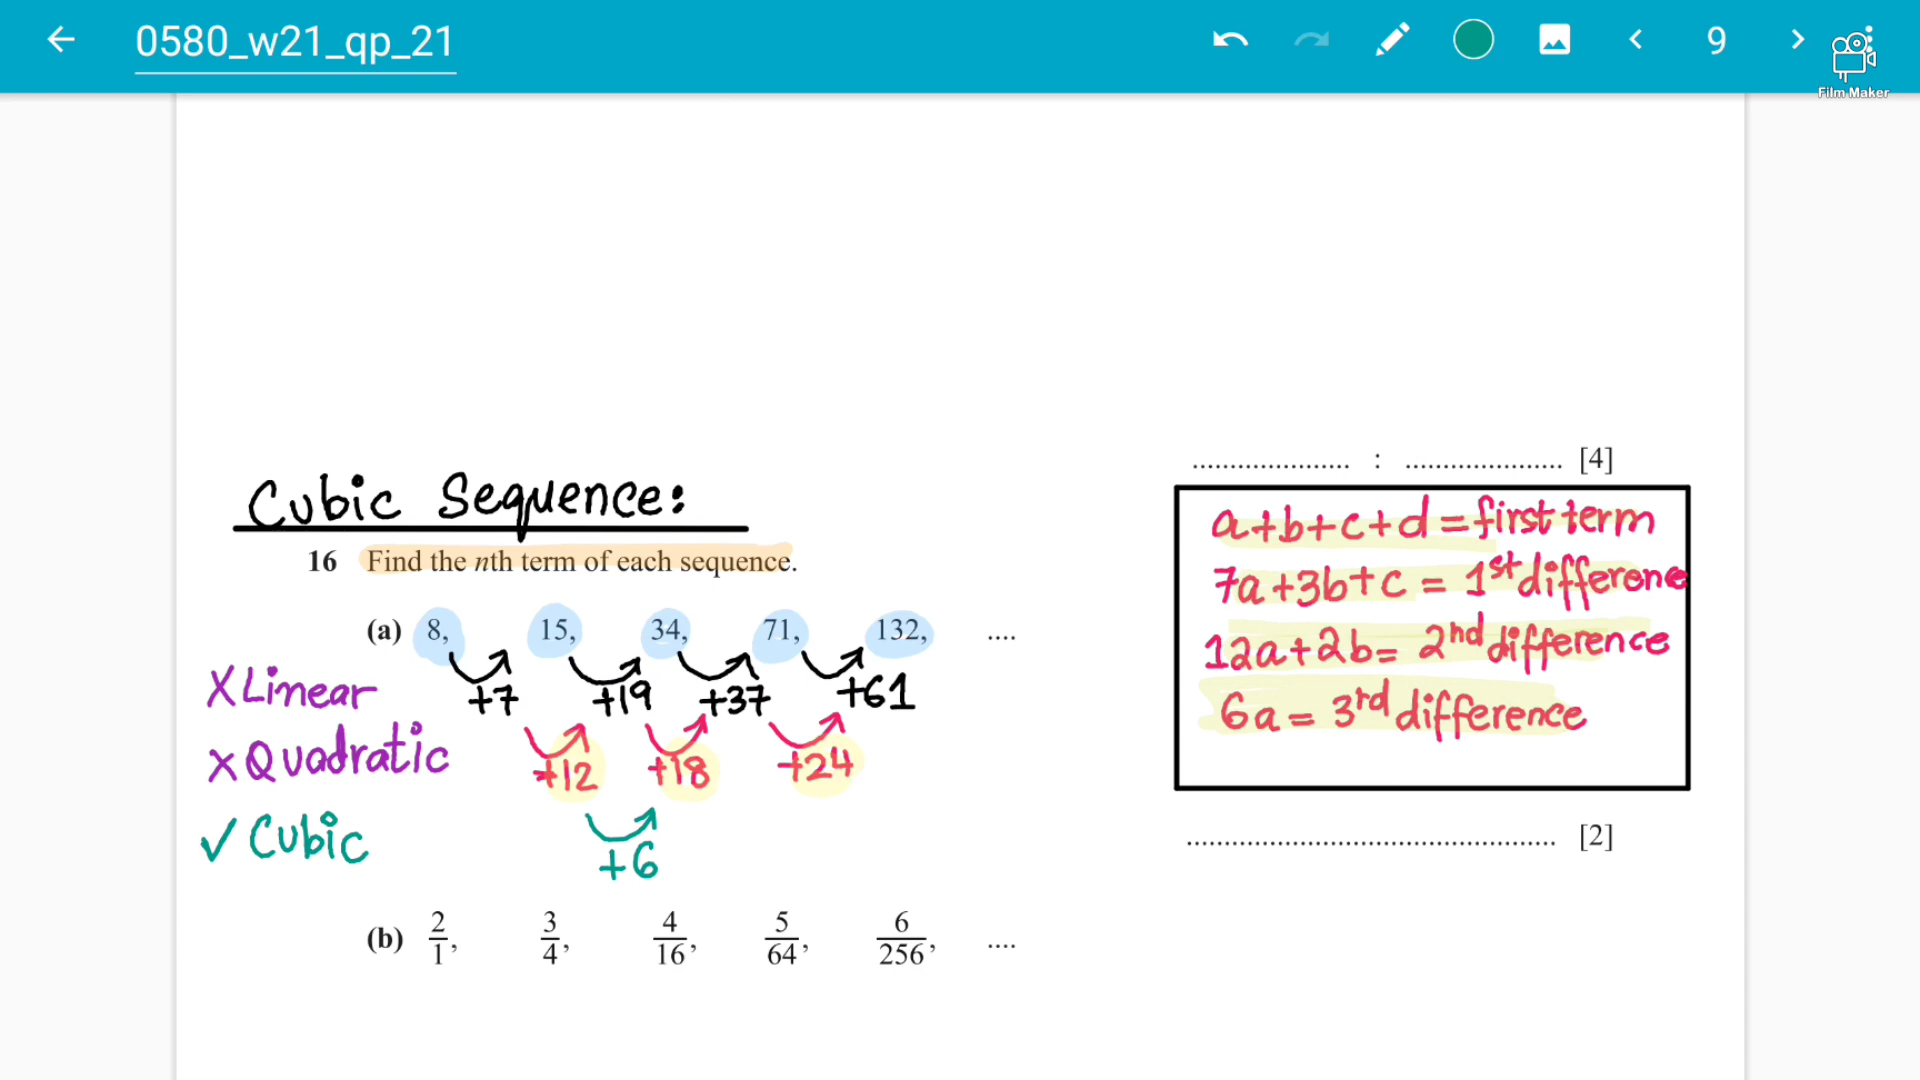 0580_w21_qp_21
9
Film Maker
.................... : .................... [4]
Cubic Sequence:
16 Find the nth term of each sequence.
(a) 8, 15, 34, 71, 132, ....
+7 +19 +37 +61
+12 +18 +24
+6
X Linear
X Quadratic
✓ Cubic
a+b+c+d = first term
7a+3b+c = 1st differene
12a+2b= 2nd difference
6a = 3rd difference
................................................ [2]
(b) 2/1, 3/4, 4/16, 5/64, 6/256, ....